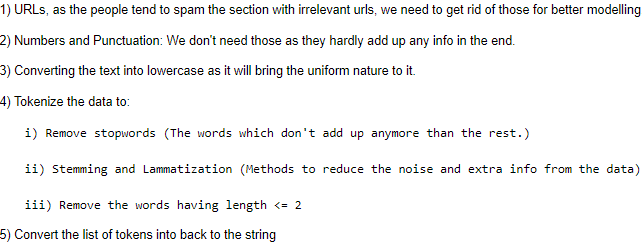 1) URLs, as the people tend to spam the section with irrelevant urls, we need to get rid of those for better modelling
2) Numbers and Punctuation: We don't need those as they hardly add up any info in the end.
3) Converting the text into lowercase as it will bring the uniform nature to it.
4) Tokenize the data to:
i) Remove stopwords (The words which don't add up anymore than the rest.)
ii) Stemming and Lammatization (Methods to reduce the noise and extra info from the data)
iii) Remove the words having length <= 2
5) Convert the list of tokens into back to the string